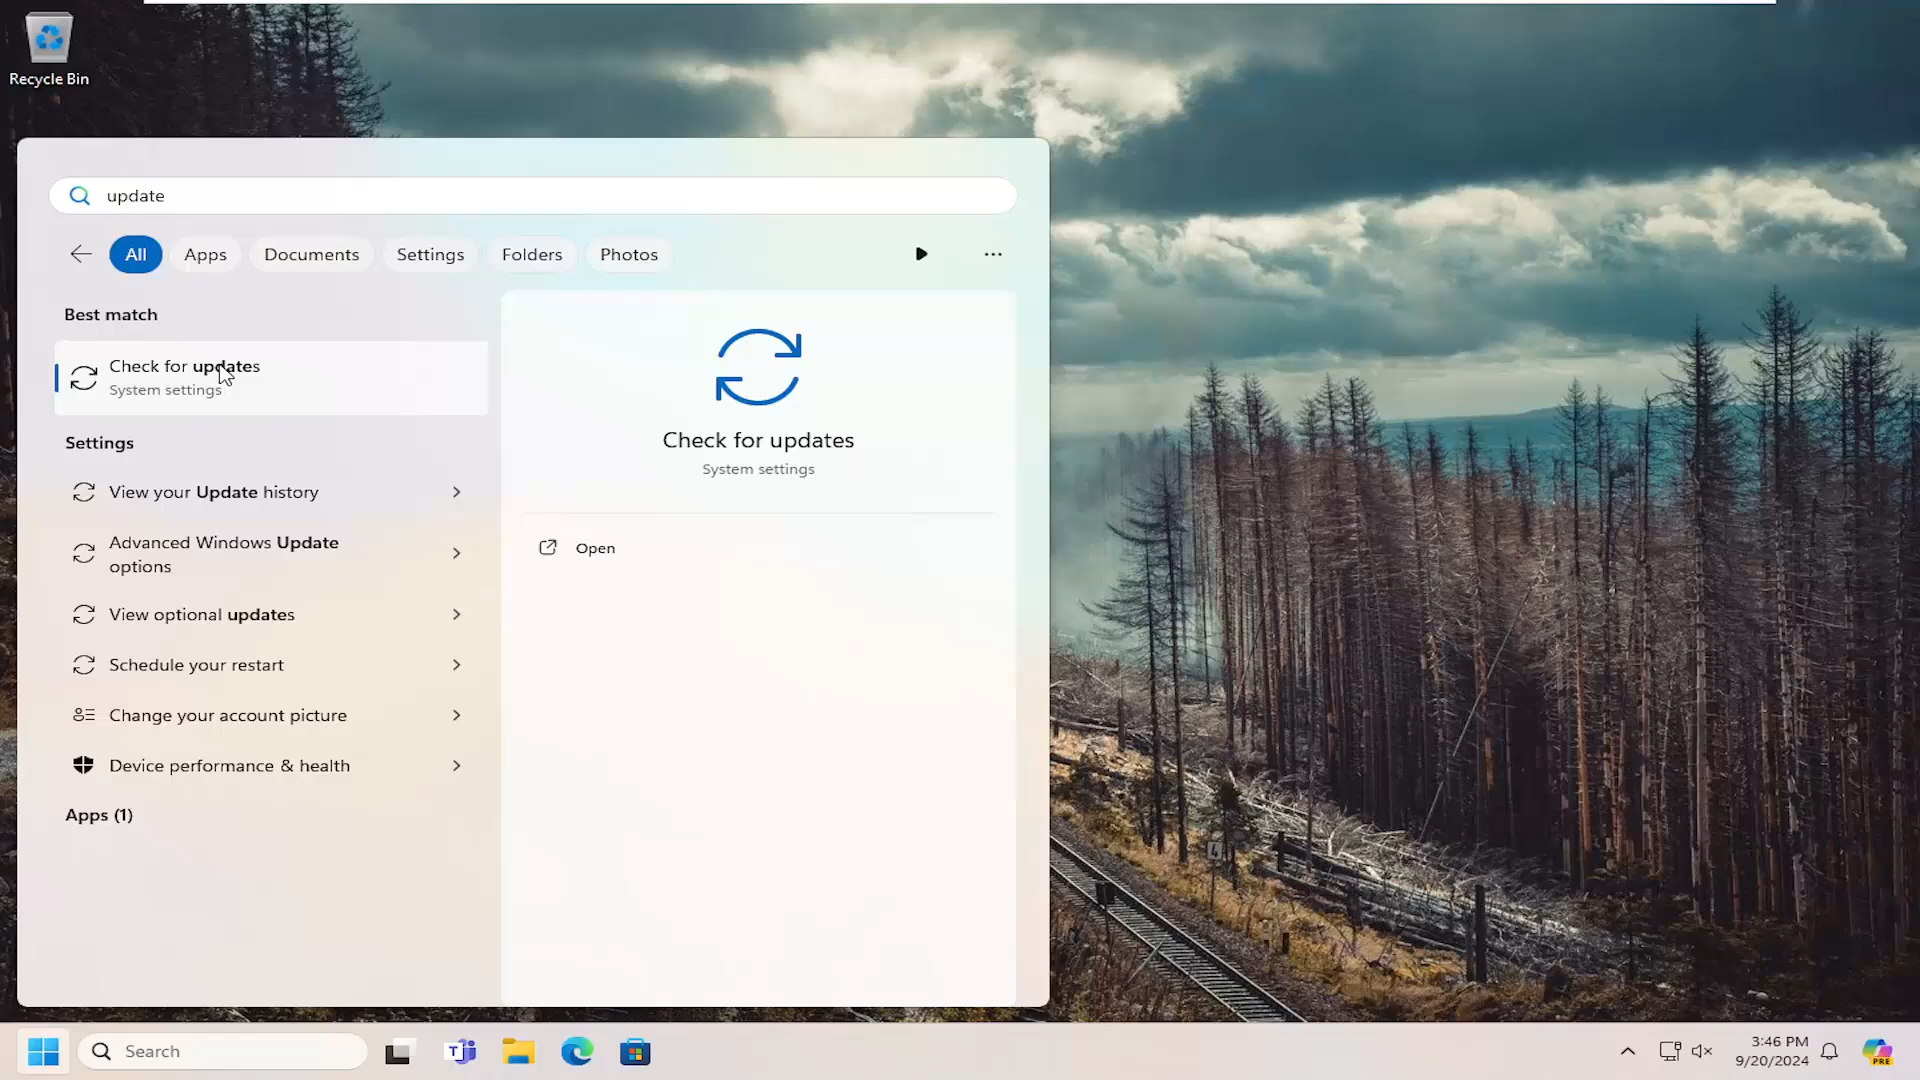 Recycle Bin
update
All
Apps
Documents
Settings
Folders
Photos
Best match
Check for updates
System settings
Settings
View your Update history
Advanced Windows Update
options
View optional updates
Schedule your restart
Change your account picture
Device performance & health
Apps (1)
Check for updates
System settings
Open
Search
3:46 PM
9/20/2024
PRE